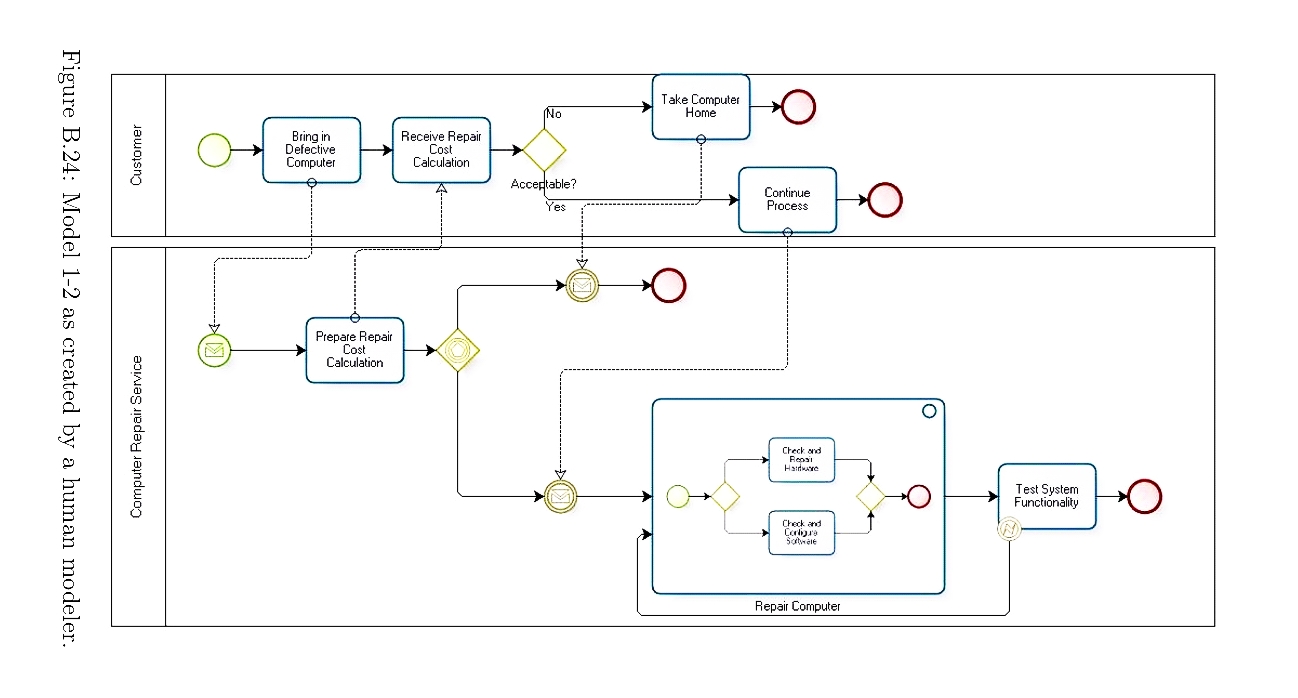 Figure B.24: Model 1-2 as created by a human modeler.
Customer
Bring in
Defective
Computer
Receive Repair
Cost
Calculation
Acceptable?
No
Yes
Take Computer
Home
Continue
Process
Computer Repair Service
Prepare Repair
Cost
Calculation
Check and
Repair
Hardware
Check and
Configure
Software
Repair Computer
Test System
Functionality